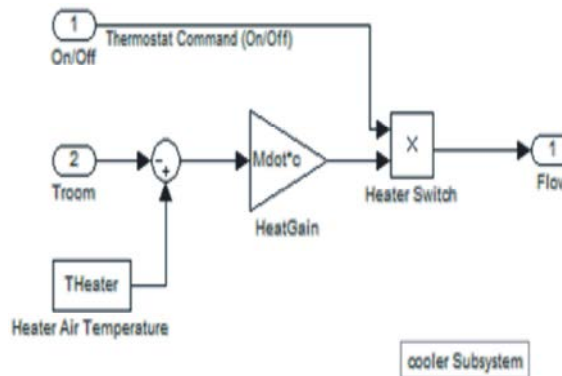 1
On/Off
Thermostat Command (On/Off)
2
Troom
-
+
Mdot*c
HeatGain
X
Heater Switch
1
Flow
THeater
Heater Air Temperature
cooler Subsystem